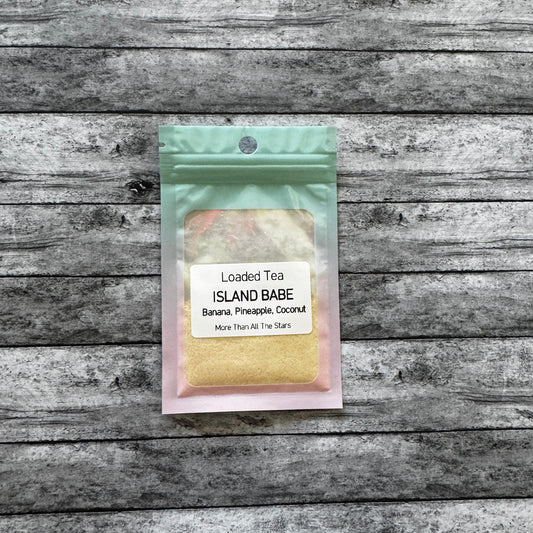 Loaded Tea
ISLAND BABE
Banana, Pineapple, Coconut
More Than All The Stars